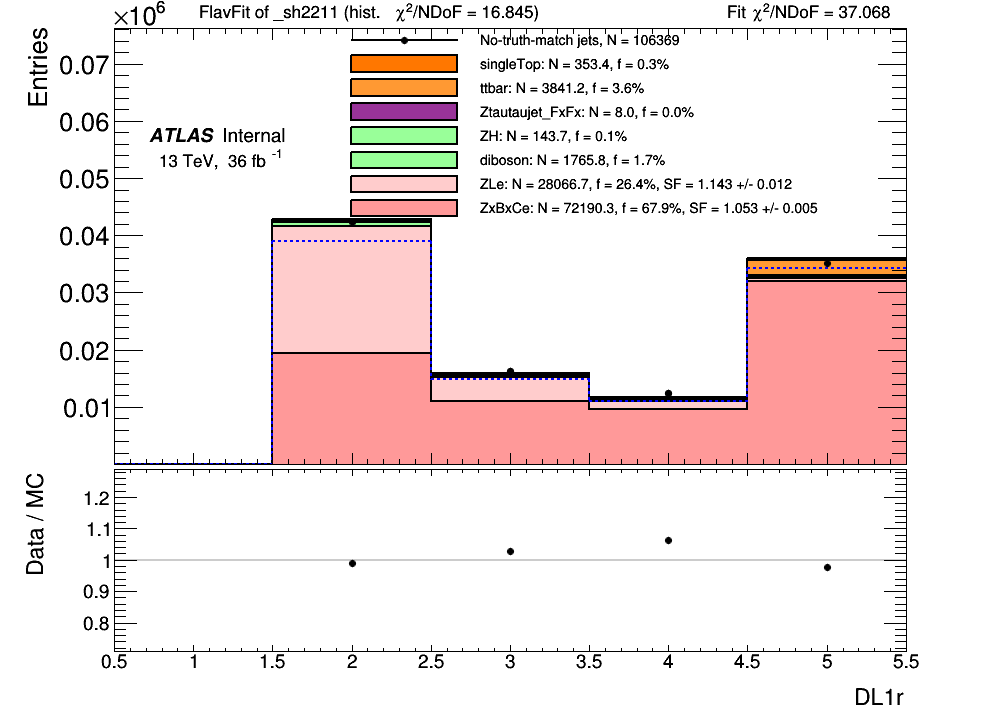 FlavFit of _sh2211 (hist.   χ²/NDoF = 16.845)
Fit χ²/NDoF = 37.068
×10⁶
Entries
0.07
0.06
0.05
0.04
0.03
0.02
0.01
ATLAS Internal
13 TeV, 36 fb⁻¹
No-truth-match jets, N = 106369
singleTop: N = 353.4, f = 0.3%
ttbar: N = 3841.2, f = 3.6%
Ztautaujet_FxFx: N = 8.0, f = 0.0%
ZH: N = 143.7, f = 0.1%
diboson: N = 1765.8, f = 1.7%
ZLe: N = 28066.7, f = 26.4%, SF = 1.143 +/- 0.012
ZxBxCe: N = 72190.3, f = 67.9%, SF = 1.053 +/- 0.005
Data / MC
1.2
1.1
1
0.9
0.8
0.5 1 1.5 2 2.5 3 3.5 4 4.5 5 5.5
DL1r